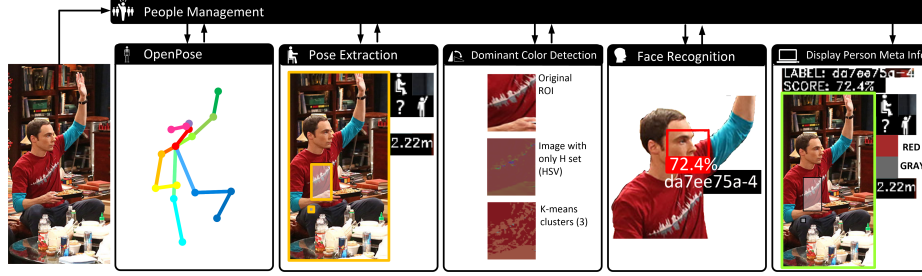 People Management
OpenPose
Pose Extraction
?
2.22m
Dominant Color Detection
Original
ROI
Image with
only H set
(HSV)
K-means
clusters (3)
Face Recognition
72.4%
da7ee75a-4
Display Person Meta Info
LABEL: da7ee75a-4
SCORE: 72.4%
?
RED
GRAY
2.22m